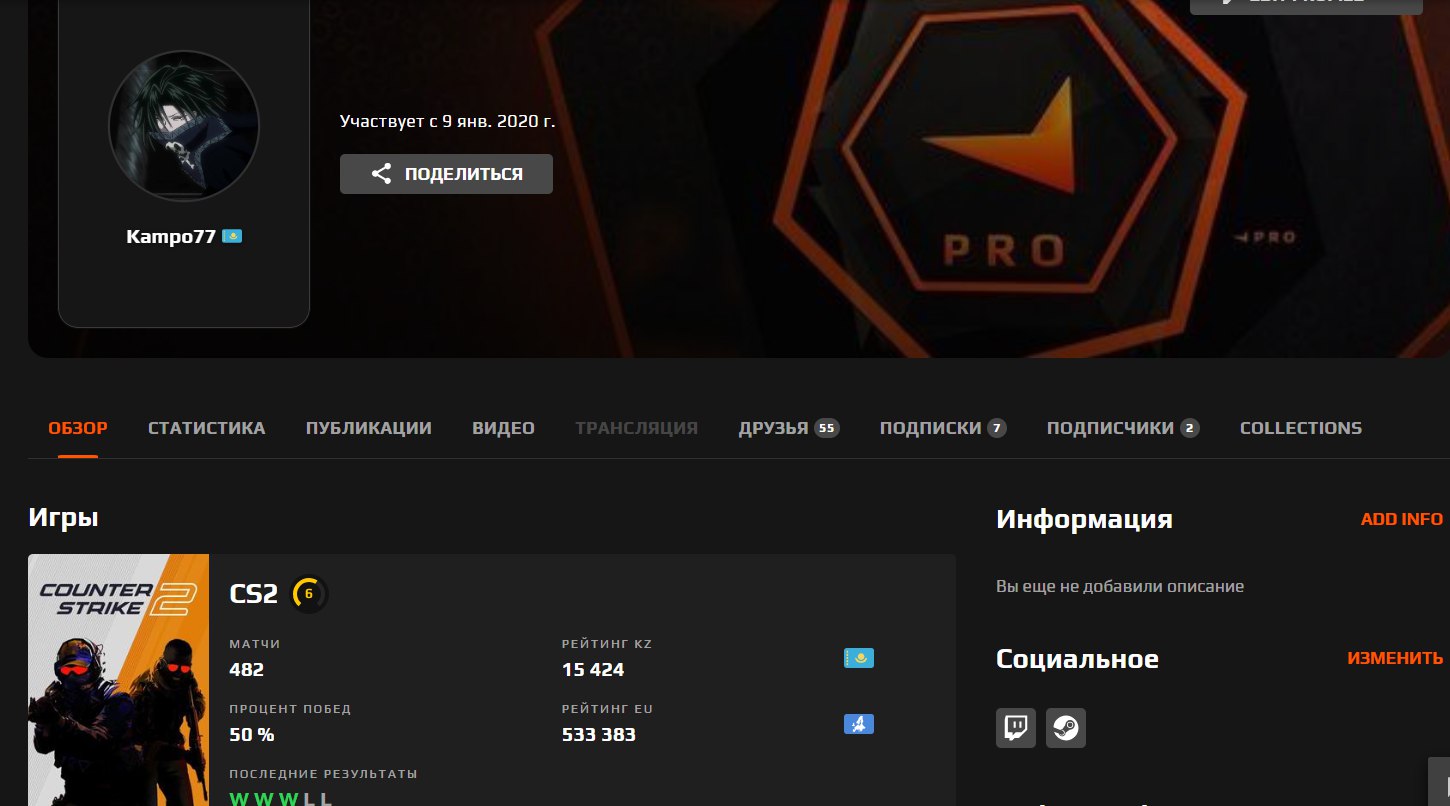 Участвует с 9 янв. 2020 г.
ПОДЕЛИТЬСЯ
Kampo77
PRO
PRO
ОБЗОР СТАТИСТИКА ПУБЛИКАЦИИ ВИДЕО ТРАНСЛЯЦИЯ ДРУЗЬЯ 55 ПОДПИСКИ 7 ПОДПИСЧИКИ 2 COLLECTIONS
Игры
COUNTER
STRIKE 2
CS2 6
МАТЧИ
482
РЕЙТИНГ KZ
15 424
ПРОЦЕНТ ПОБЕД
50 %
РЕЙТИНГ EU
533 383
ПОСЛЕДНИЕ РЕЗУЛЬТАТЫ
W W W L L
Информация ADD INFO
Вы еще не добавили описание
Социальное ИЗМЕНИТЬ